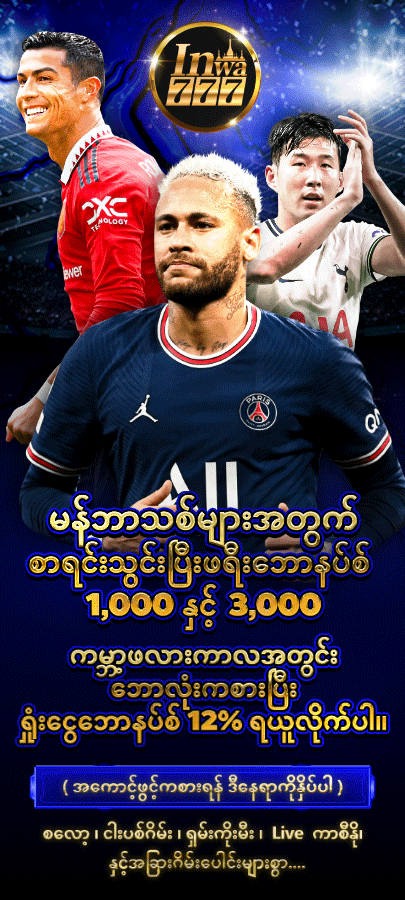 Inwa
777
TECHNOLOGY
PARIS
မန်ဘာသစ်များအတွက်
စာရင်းသွင်းပြီးဖရီးဘောနပ်စ်
1,000 နှင့် 3,000
ကမ္ဘာ့ဖလားကာလအတွင်း
ဘောလုံးကစားပြီး
ရှုံးငွေဘောနပ်စ် 12% ရယူလိုက်ပါ။
( အကောင့်ဖွင့်ကစားရန် ဒီနေရာကိုနှိပ်ပါ )
စလော့ ၊ ငါးပစ်ဂိမ်း ၊ ရှမ်းကိုးမီး ၊ Live ကာစီနို၊
နှင့်အခြားဂိမ်းပေါင်းများစွာ....